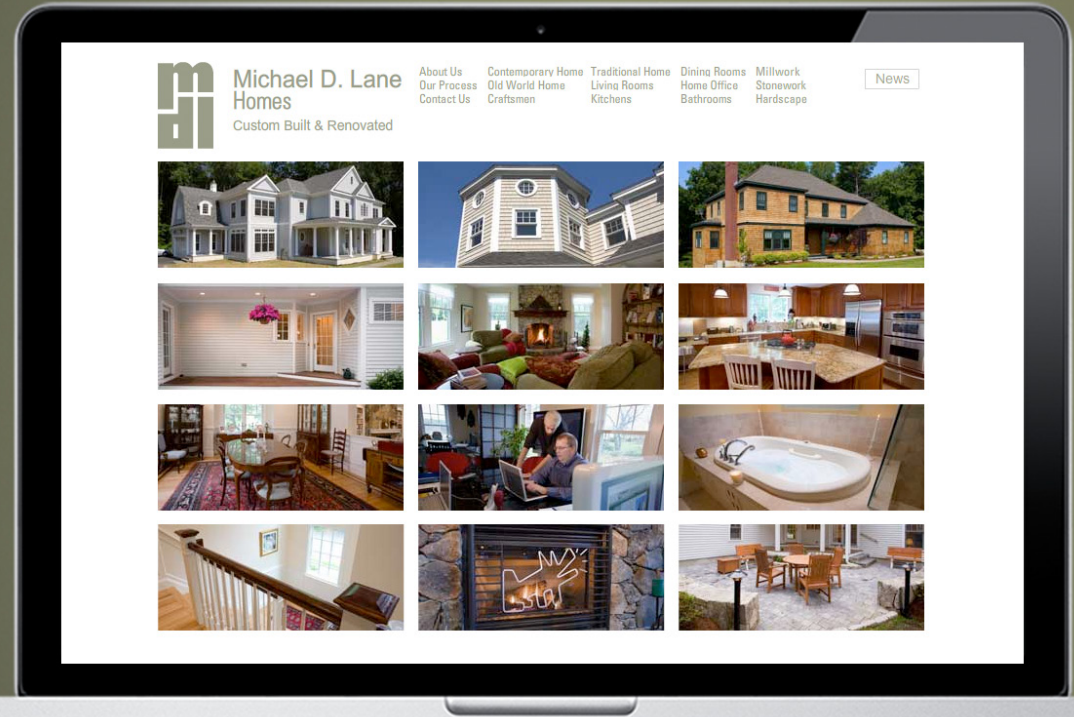 mdl
Michael D. Lane
Homes
Custom Built & Renovated
About Us
Our Process
Contact Us
Contemporary Home
Old World Home
Craftsmen
Traditional Home
Living Rooms
Kitchens
Dining Rooms
Home Office
Bathrooms
Millwork
Stonework
Hardscape
News